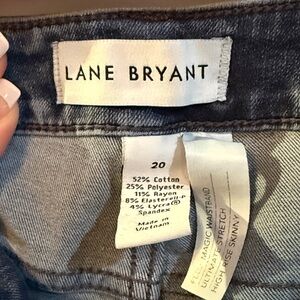 LANE BRYANT
20
52% Cotton
25% Polyester
11% Rayon
8% Elasterell-P
4% Lycra®
Spandex
Made in
Vietnam
MAGIC WAISTBAND
ULTIMATE STRETCH
HIGH RISE SKINNY